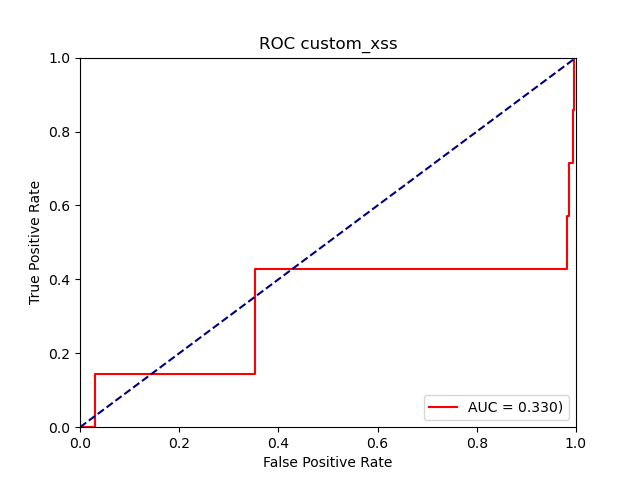 ROC custom_xss
True Positive Rate
1.0
0.8
0.6
0.4
0.2
0.0
AUC = 0.330)
0.0 0.2 0.4 0.6 0.8 1.0
False Positive Rate